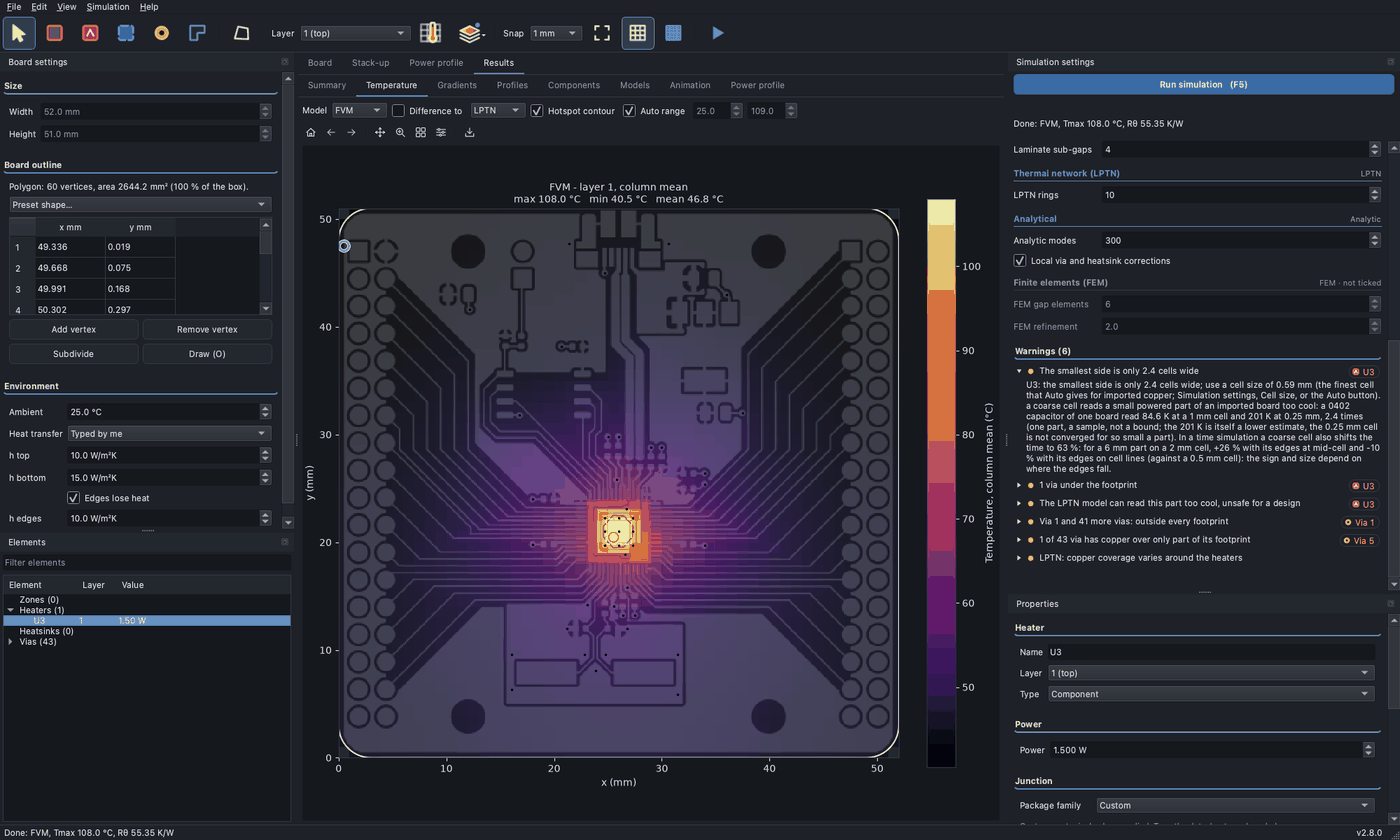 File Edit View Simulation Help
Layer 1 (top) Snap 1 mm
Board settings
Size
Width 52.0 mm
Height 51.0 mm
Board outline
Polygon: 60 vertices, area 2644.2 mm² (100 % of the box).
Preset shape...
x mm y mm
1 49.336 0.019
2 49.668 0.075
3 49.991 0.168
4 50.302 0.297
Add vertex Remove vertex
Subdivide Draw (O)
Environment
Ambient 25.0 °C
Heat transfer Typed by me
h top 10.0 W/m²K
h bottom 15.0 W/m²K
Edges lose heat
h edges 10.0 W/m²K
Elements
Filter elements
Element Layer Value
Zones (0)
Heaters (1)
U3 1 1.50 W
Heatsinks (0)
Vias (43)
Board Stack-up Power profile Results
Summary Temperature Gradients Profiles Components Models Animation Power profile
Model FVM Difference to LPTN Hotspot contour Auto range 25.0 109.0
FVM - layer 1, column mean
max 108.0 °C min 40.5 °C mean 46.8 °C
50
40
30
20
10
0
y (mm)
0 10 20 30 40 50
x (mm)
100
90
80
70
60
50
Temperature, column mean (°C)
Simulation settings
Run simulation (F5)
Done: FVM, Tmax 108.0 °C, Rθ 55.35 K/W
Laminate sub-gaps 4
Thermal network (LPTN) LPTN
LPTN rings 10
Analytical Analytic
Analytic modes 300
Local via and heatsink corrections
Finite elements (FEM) FEM - not ticked
FEM gap elements 6
FEM refinement 2.0
Warnings (6)
The smallest side is only 2.4 cells wide U3
U3: the smallest side is only 2.4 cells wide; use a cell size of 0.59 mm (the finest
cell that Auto gives for imported copper; Simulation settings, Cell size, or the Auto button).
a coarse cell reads a small powered part of an imported board too cool: a 0402
capacitor of one board read 84.6 K at a 1 mm cell and 201 K at 0.25 mm, 2.4 times
(one part, a sample, not a bound; the 201 K is itself a lower estimate, the 0.25 mm cell
is not converged for so small a part). In a time simulation a coarse cell also shifts the
time to 63 %: for a 6 mm part on a 2 mm cell, +26 % with its edges at mid-cell and -10
% with its edges on cell lines (against a 0.5 mm cell): the sign and size depend on
where the edges fall.
1 via under the footprint U3
The LPTN model can read this part too cool, unsafe for a design U3
Via 1 and 41 more vias: outside every footprint Via 1
1 of 43 via has copper over only part of its footprint Via 5
LPTN: copper coverage varies around the heaters
Properties
Heater
Name U3
Layer 1 (top)
Type Component
Power
Power 1.500 W
Junction
Package family Custom
Done: FVM, Tmax 108.0 °C, Rθ 55.35 K/W
v2.8.0